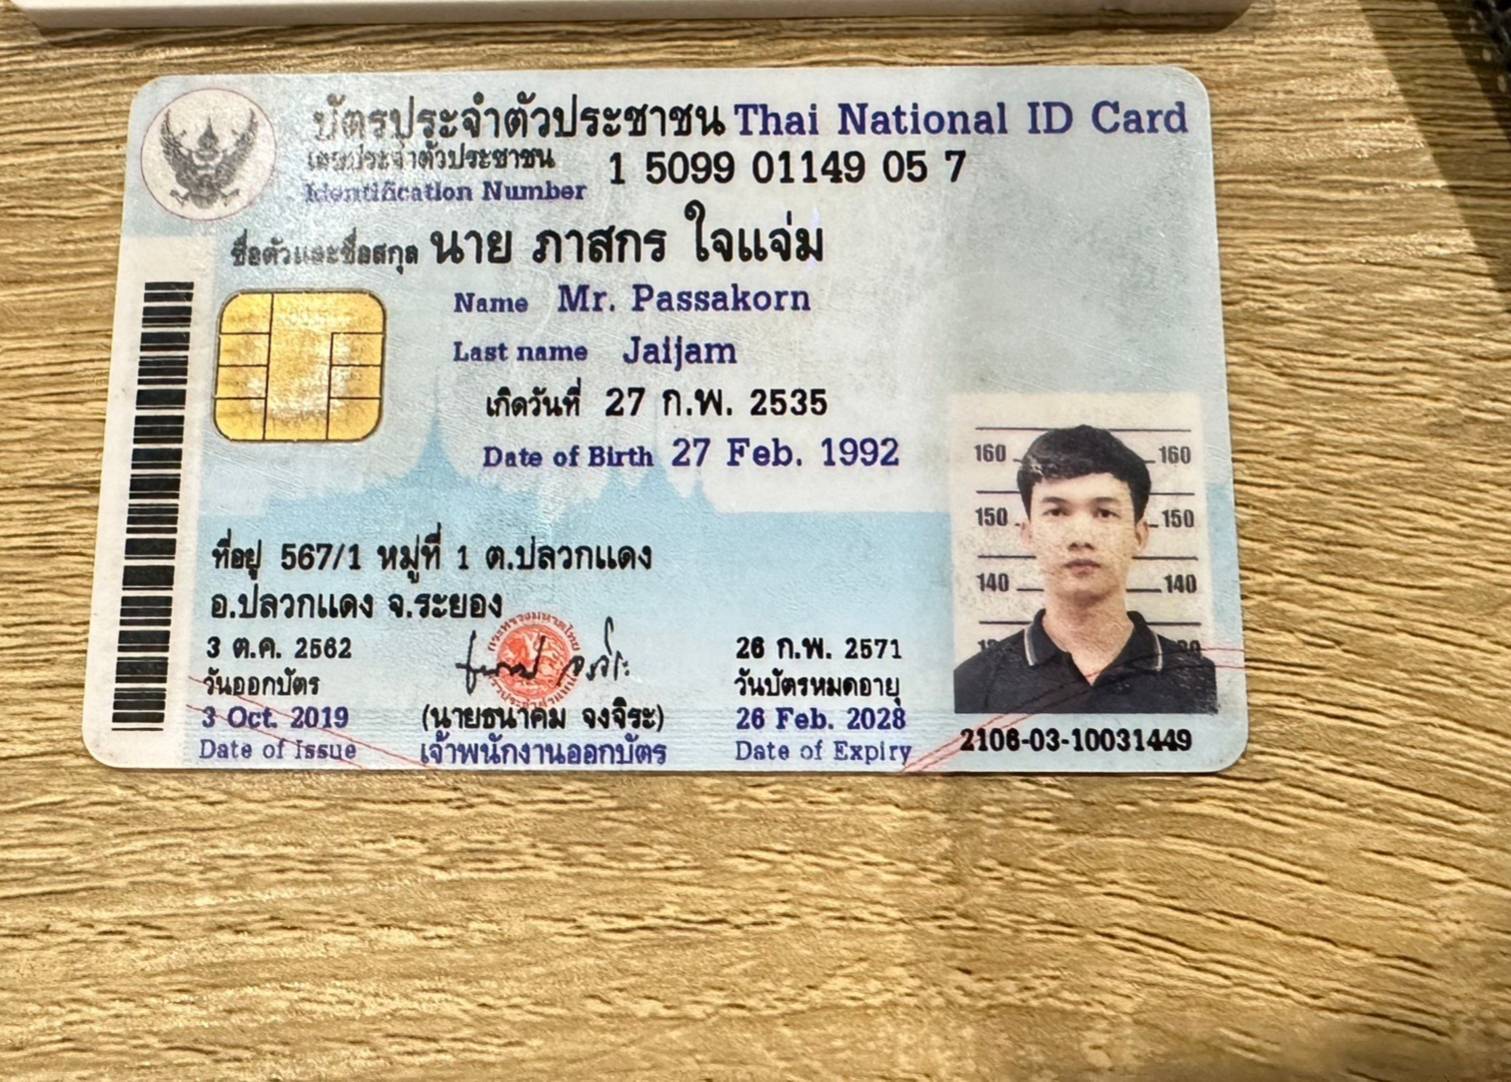 บัตรประจำตัวประชาชน Thai National ID Card
เลขประจำตัวประชาชน 1 5099 01149 05 7
Identification Number
ชื่อตัวและชื่อสกุล นาย ภาสกร ใจแจ่ม
Name Mr. Passakorn
Last name Jaijam
เกิดวันที่ 27 ก.พ. 2535
Date of Birth 27 Feb. 1992
ที่อยู่ 567/1 หมู่ที่ 1 ต.ปลวกแดง
อ.ปลวกแดง จ.ระยอง
3 ต.ค. 2562
วันออกบัตร
3 Oct. 2019
Date of Issue
(นายธนาคม จงจิระ)
เจ้าพนักงานออกบัตร
26 ก.พ. 2571
วันบัตรหมดอายุ
26 Feb. 2028
Date of Expiry
160 160
150 150
140 140
2106-03-10031449